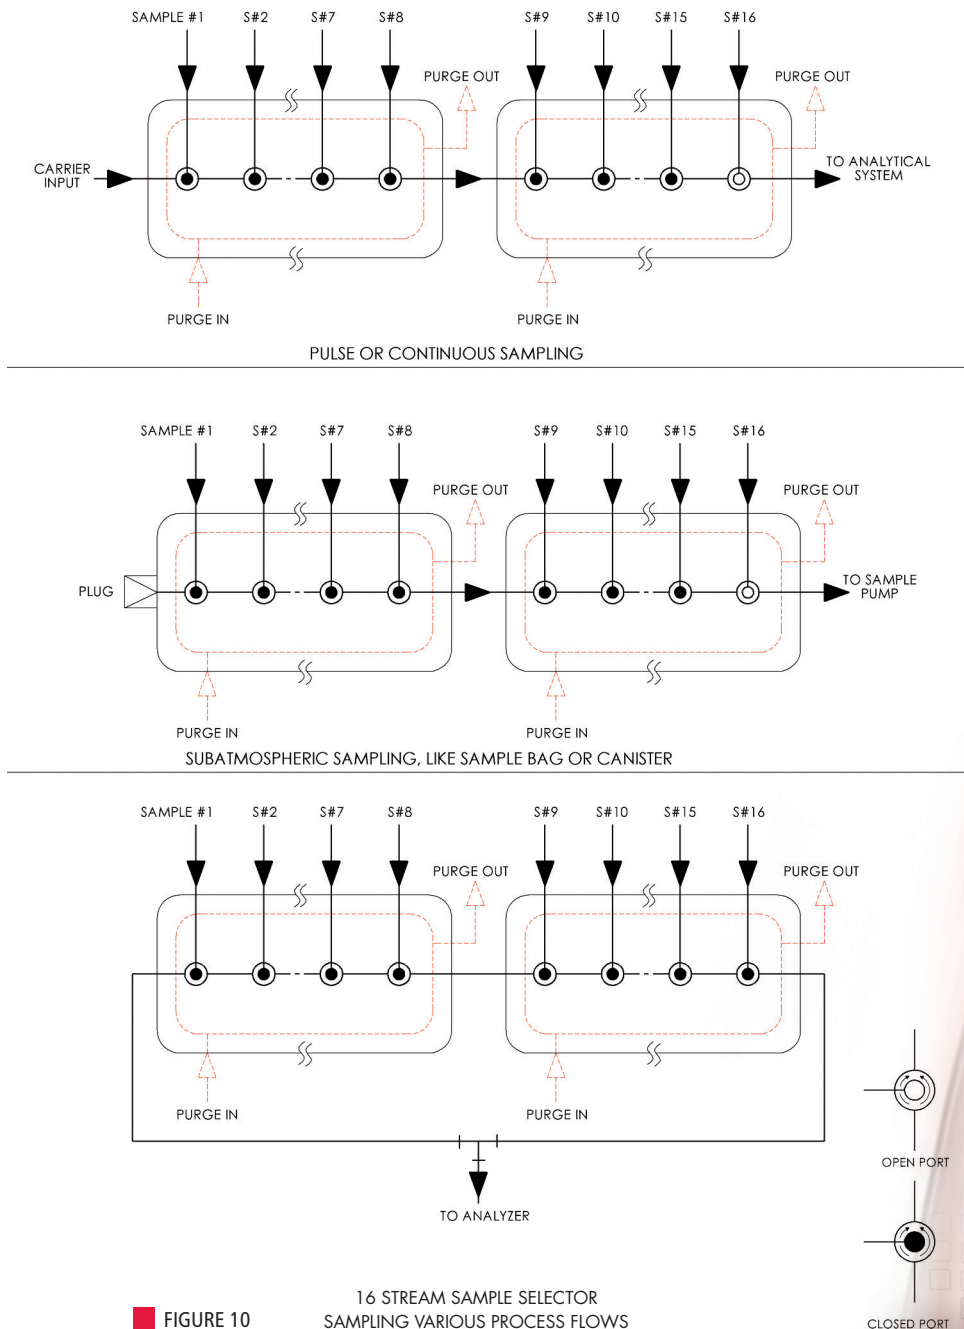 SAMPLE #1 S#2 S#7 S#8 S#9 S#10 S#15 S#16
PURGE OUT PURGE OUT
CARRIER
INPUT
TO ANALYTICAL
SYSTEM
PURGE IN PURGE IN
PULSE OR CONTINUOUS SAMPLING
SAMPLE #1 S#2 S#7 S#8 S#9 S#10 S#15 S#16
PURGE OUT PURGE OUT
PLUG
TO SAMPLE
PUMP
PURGE IN PURGE IN
SUBATMOSPHERIC SAMPLING, LIKE SAMPLE BAG OR CANISTER
SAMPLE #1 S#2 S#7 S#8 S#9 S#10 S#15 S#16
PURGE OUT PURGE OUT
PURGE IN PURGE IN
OPEN PORT
TO ANALYZER
CLOSED PORT
FIGURE 10
16 STREAM SAMPLE SELECTOR
SAMPLING VARIOUS PROCESS FLOWS